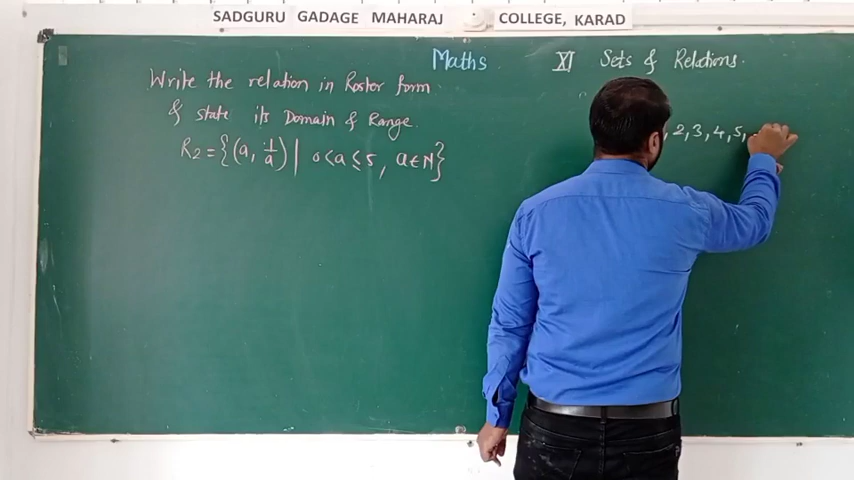 SADGURU GADAGE MAHARAJ COLLEGE, KARAD
Maths XI Sets & Relations.
Write the relation in Roster form
& state its Domain & Range.
R2 = {(a, 1/a) | 0<a≤5, a∈N}
, 2, 3, 4, 5,